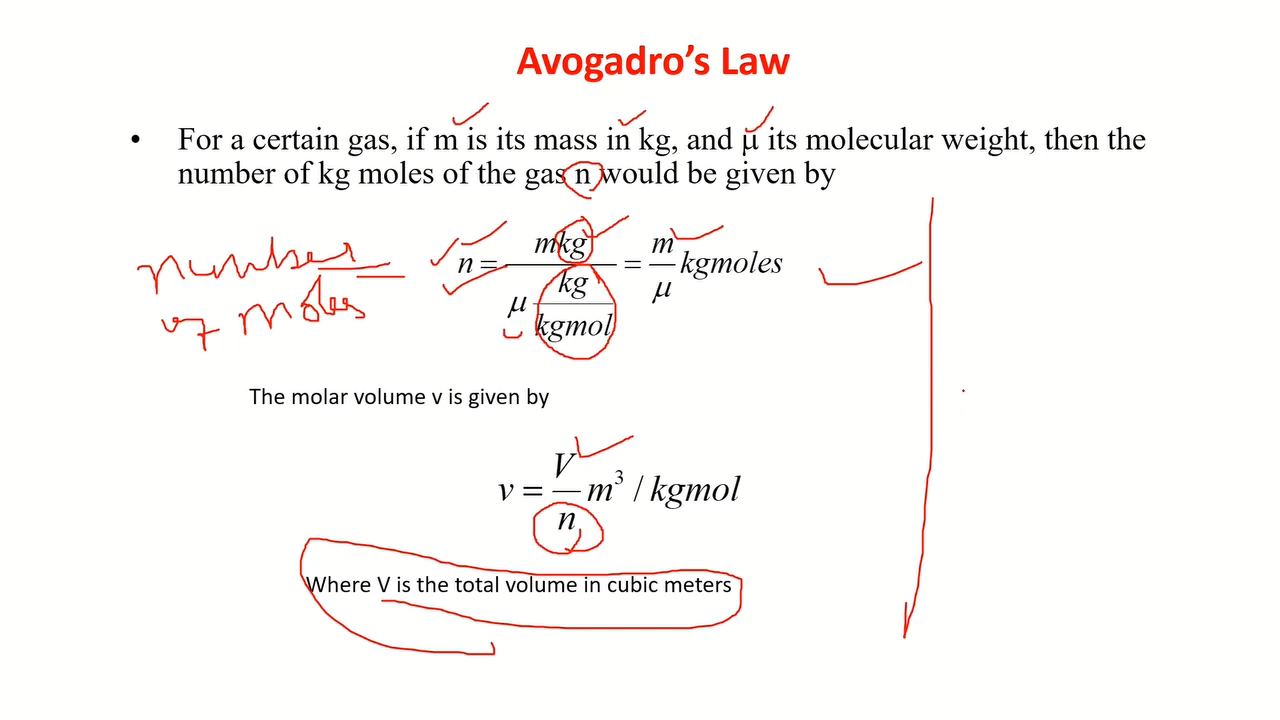 Avogadro's Law
• For a certain gas, if m is its mass in kg, and μ its molecular weight, then the
number of kg moles of the gas n would be given by
number
of moles
n = mkg / μ kg/kgmol = m/μ kgmoles
The molar volume v is given by
v = V/n m³ / kgmol
Where V is the total volume in cubic meters